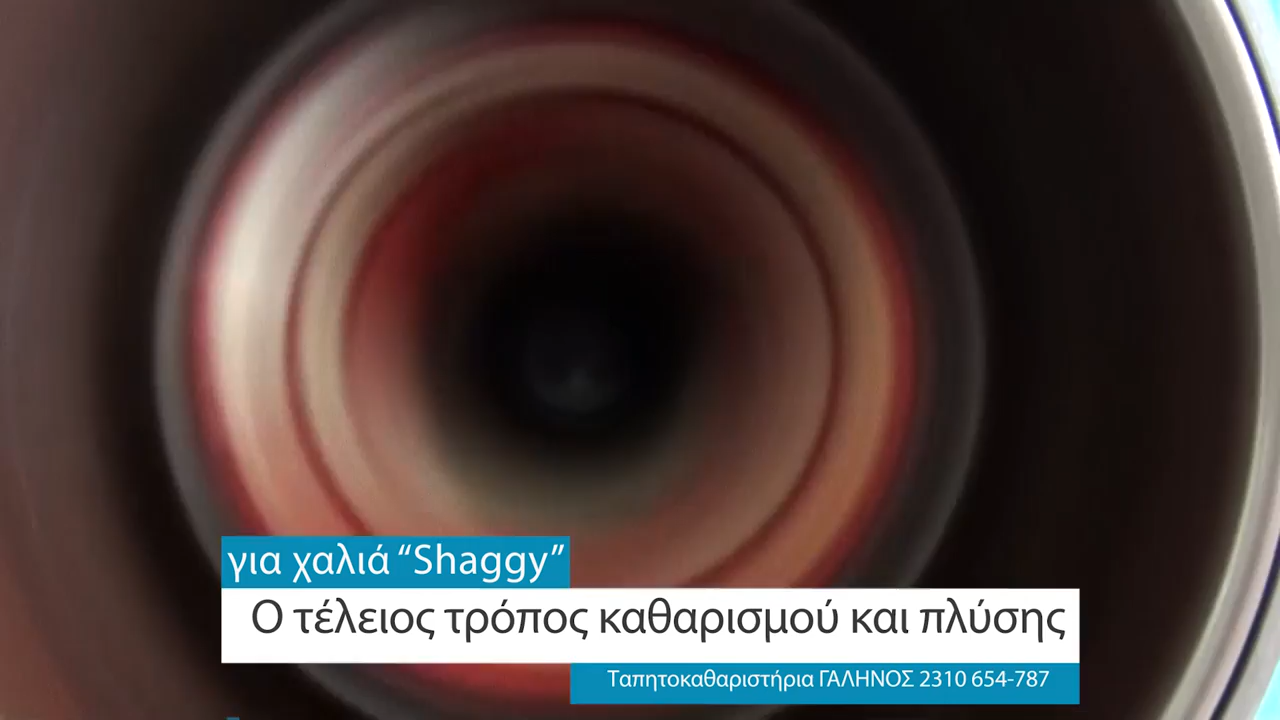 για χαλιά “Shaggy”
Ο τέλειος τρόπος καθαρισμού και πλύσης
Ταπητοκαθαριστήρια ΓΑΛΗΝΟΣ 2310 654-787